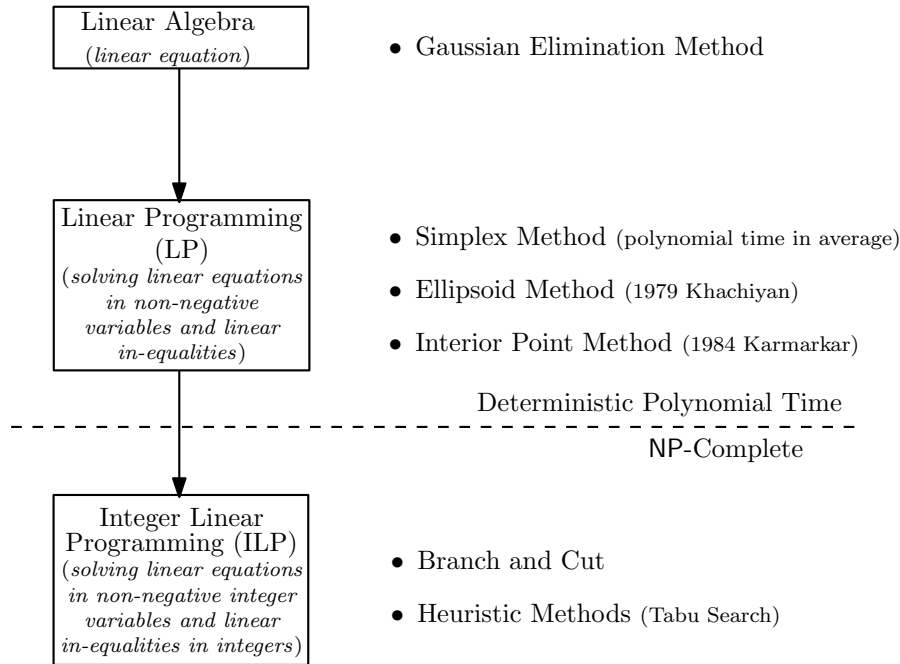 Linear Algebra
(linear equation)
• Gaussian Elimination Method
Linear Programming
(LP)
(solving linear equations
in non-negative
variables and linear
in-equalities)
• Simplex Method (polynomial time in average)
• Ellipsoid Method (1979 Khachiyan)
• Interior Point Method (1984 Karmarkar)
Deterministic Polynomial Time
NP-Complete
Integer Linear
Programming (ILP)
(solving linear equations
in non-negative integer
variables and linear
in-equalities in integers)
• Branch and Cut
• Heuristic Methods (Tabu Search)